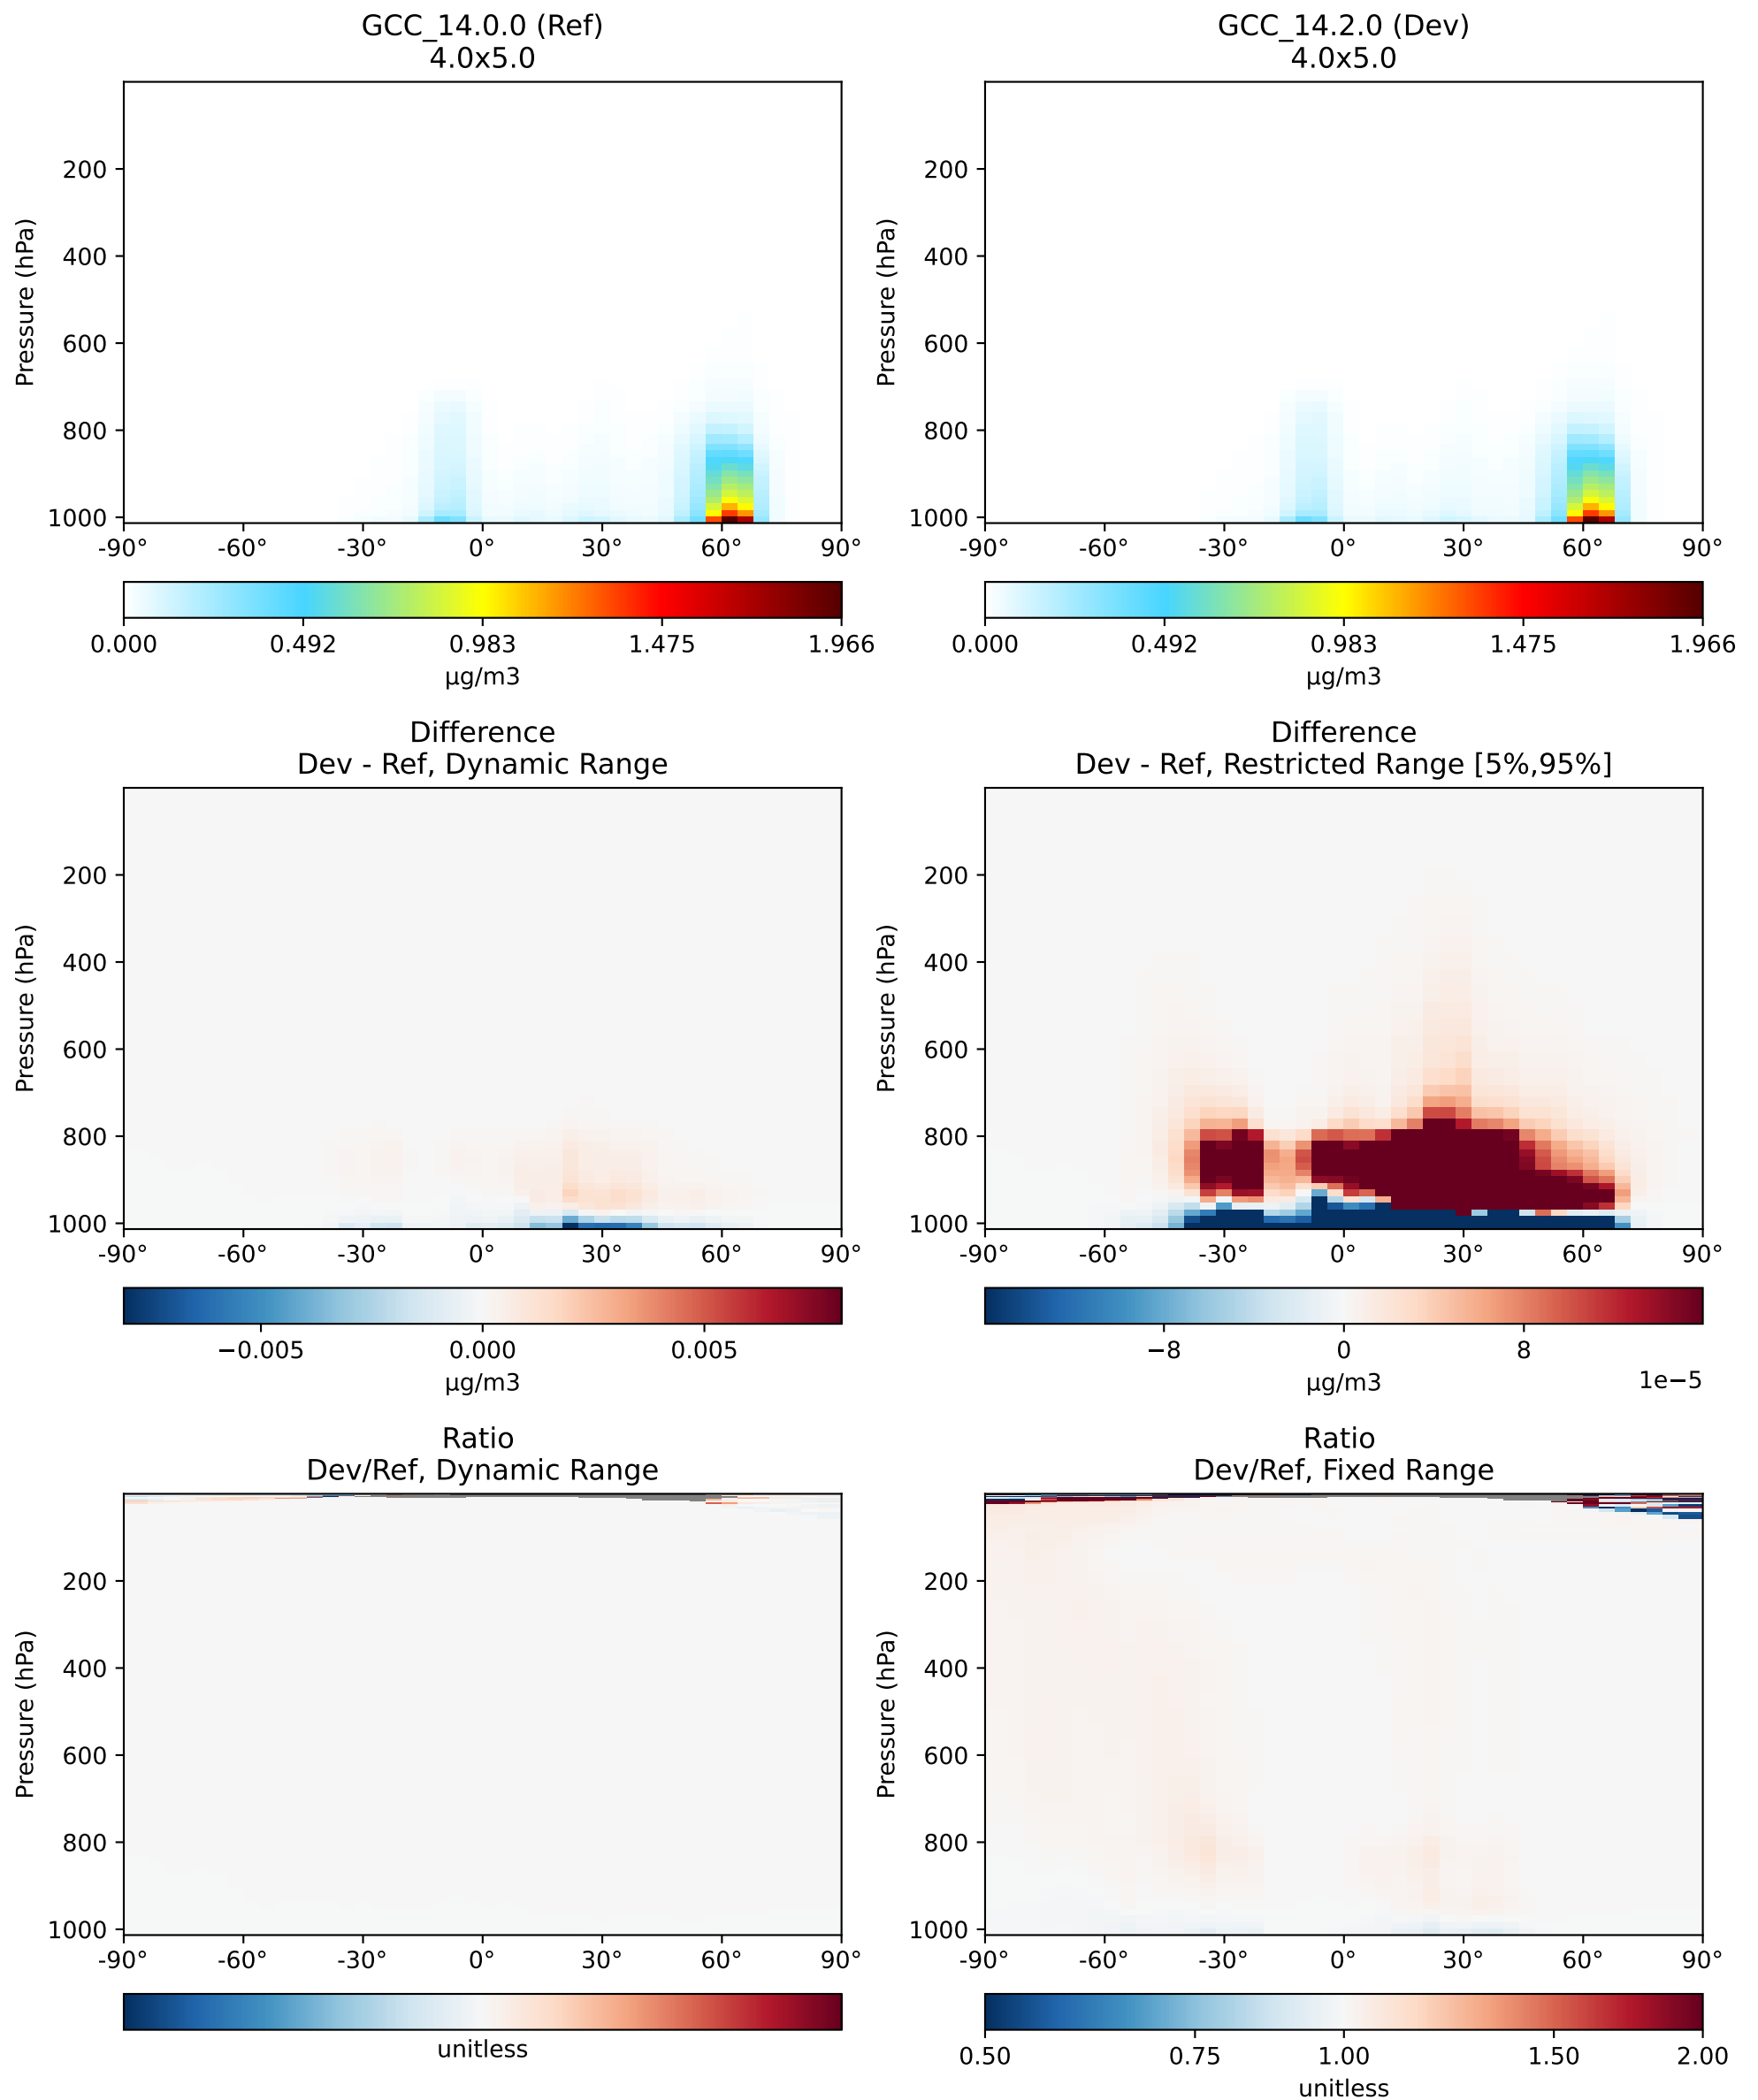 GCC_14.0.0 (Ref)
4.0x5.0
Pressure (hPa)
200
400
600
800
1000
-90° -60° -30° 0° 30° 60° 90°
0.000 0.492 0.983 1.475 1.966
µg/m3
GCC_14.2.0 (Dev)
4.0x5.0
Pressure (hPa)
200
400
600
800
1000
-90° -60° -30° 0° 30° 60° 90°
0.000 0.492 0.983 1.475 1.966
µg/m3
Difference
Dev - Ref, Dynamic Range
Pressure (hPa)
200
400
600
800
1000
-90° -60° -30° 0° 30° 60° 90°
−0.005 0.000 0.005
µg/m3
Difference
Dev - Ref, Restricted Range [5%,95%]
Pressure (hPa)
200
400
600
800
1000
-90° -60° -30° 0° 30° 60° 90°
−8 0 8
µg/m3
1e−5
Ratio
Dev/Ref, Dynamic Range
Pressure (hPa)
200
400
600
800
1000
-90° -60° -30° 0° 30° 60° 90°
unitless
Ratio
Dev/Ref, Fixed Range
Pressure (hPa)
200
400
600
800
1000
-90° -60° -30° 0° 30° 60° 90°
0.50 0.75 1.00 1.50 2.00
unitless